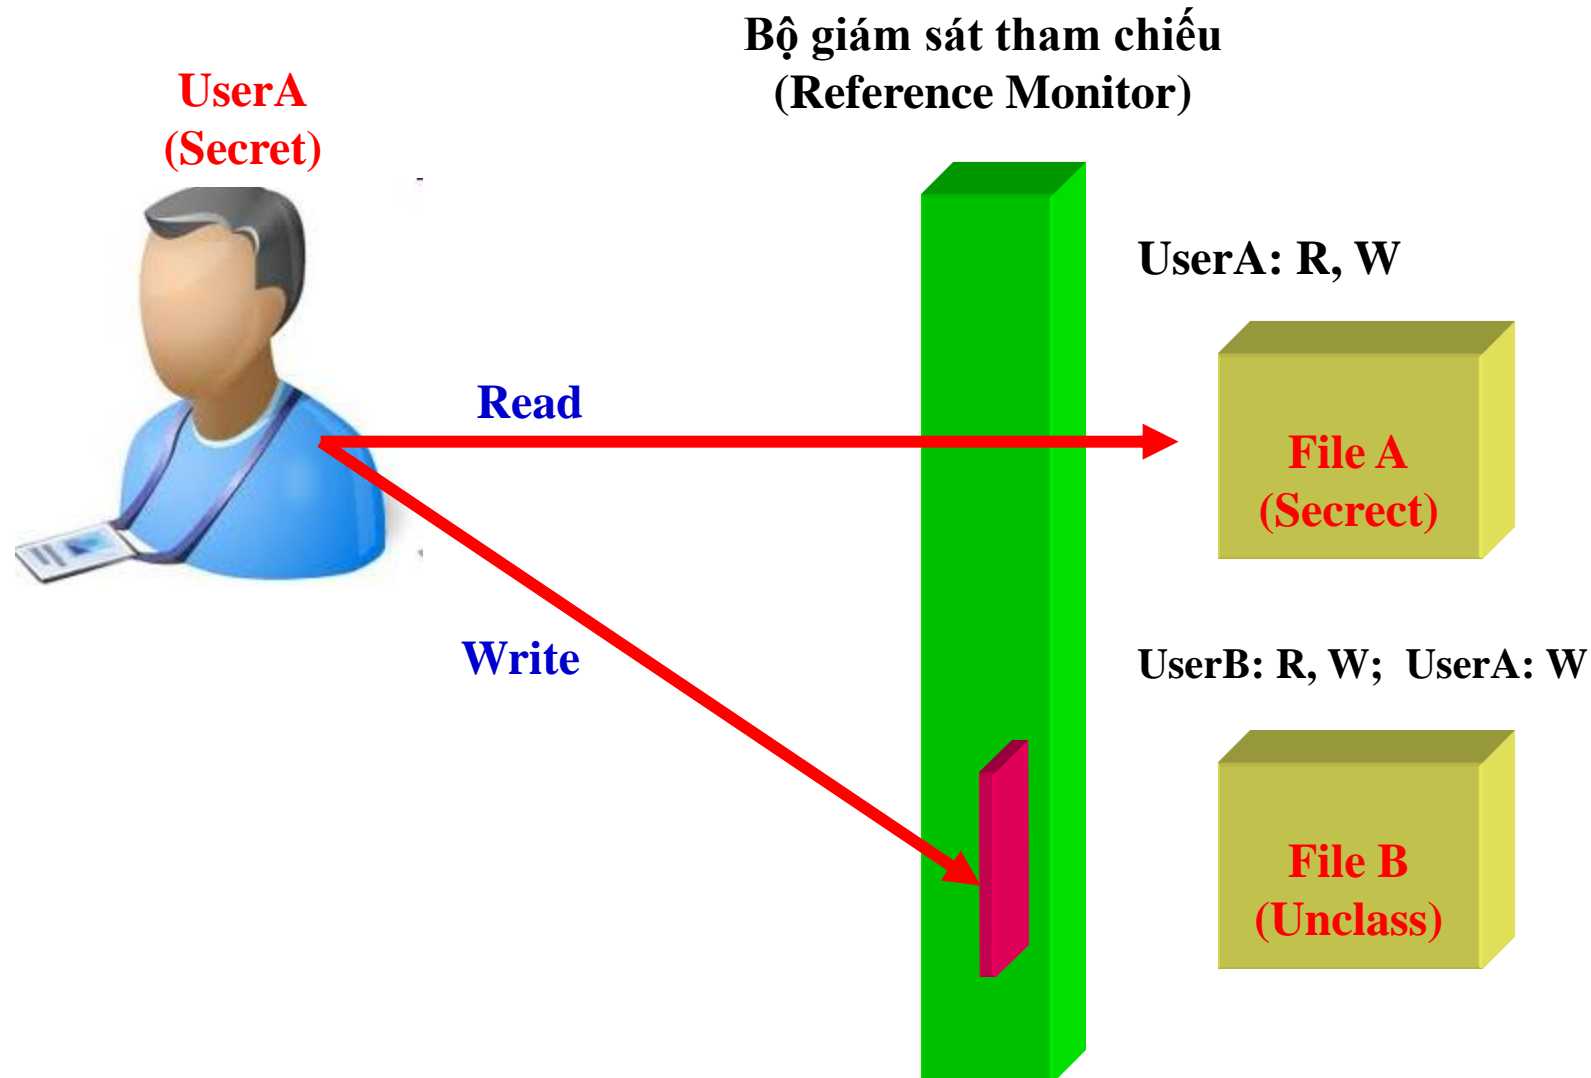 Bộ giám sát tham chiếu
(Reference Monitor)
UserA
(Secret)
UserA: R, W
Read
File A
(Secrect)
Write
UserB: R, W; UserA: W
File B
(Unclass)